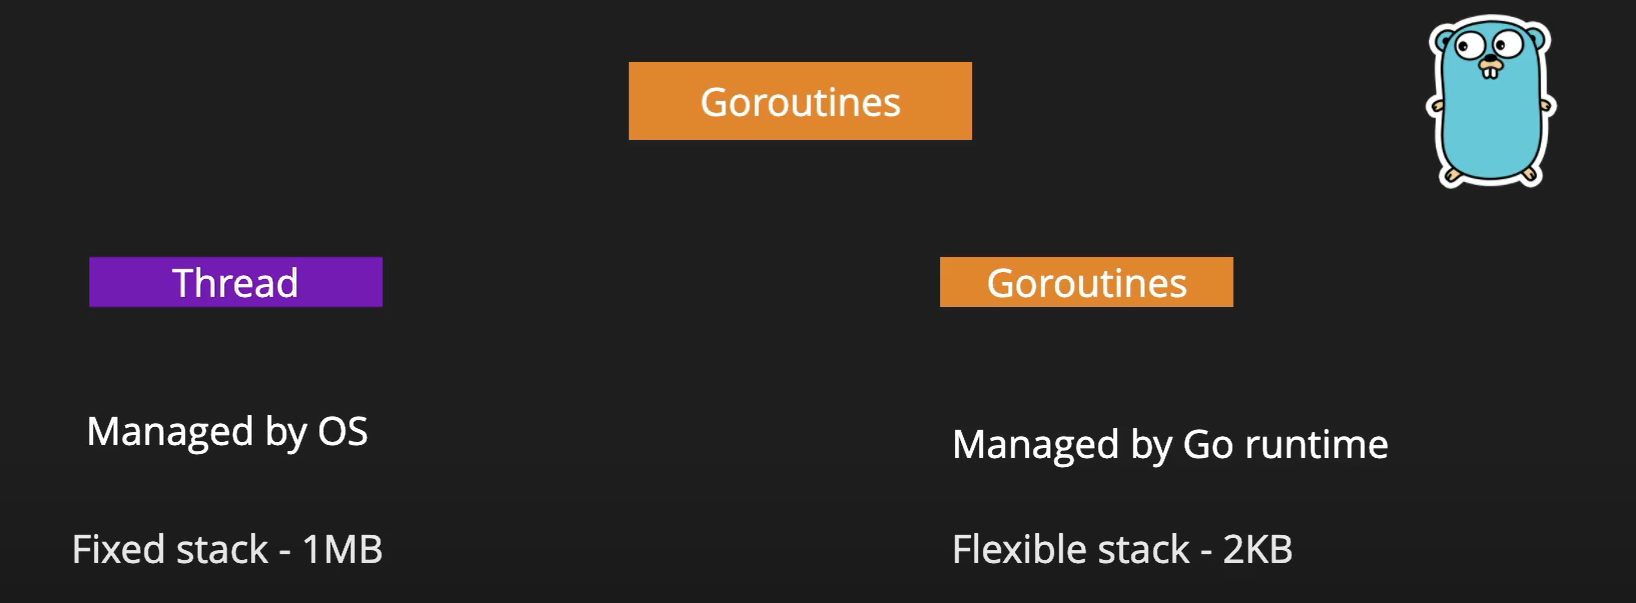 Goroutines
Thread
Goroutines
Managed by OS
Managed by Go runtime
Fixed stack - 1MB
Flexible stack - 2KB